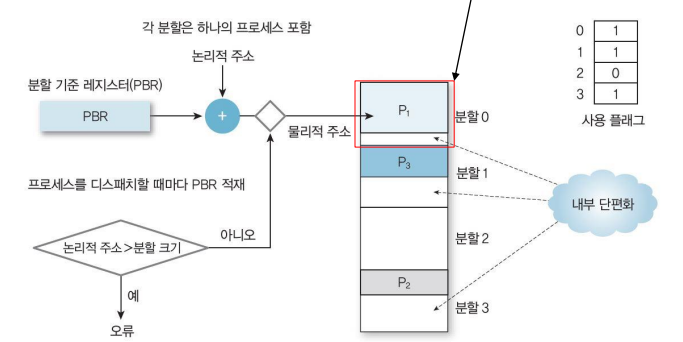 각 분할은 하나의 프로세스 포함
논리적 주소
분할 기준 레지스터(PBR)
PBR
+
물리적 주소
프로세스를 디스패치할 때마다 PBR 적재
논리적 주소>분할 크기
아니오
예
오류
P₁
분할 0
P₃
분할 1
분할 2
P₂
분할 3
0 1
1 1
2 0
3 1
사용 플래그
내부 단편화